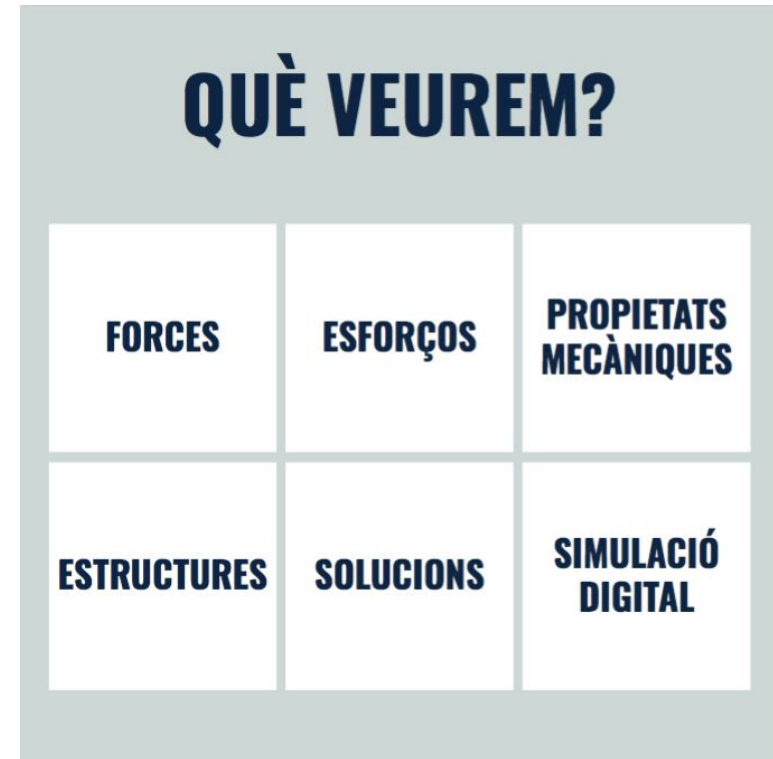 QUÈ VEUREM?
FORCES
ESFORÇOS
PROPIETATS
MECÀNIQUES
ESTRUCTURES
SOLUCIONS
SIMULACIÓ
DIGITAL